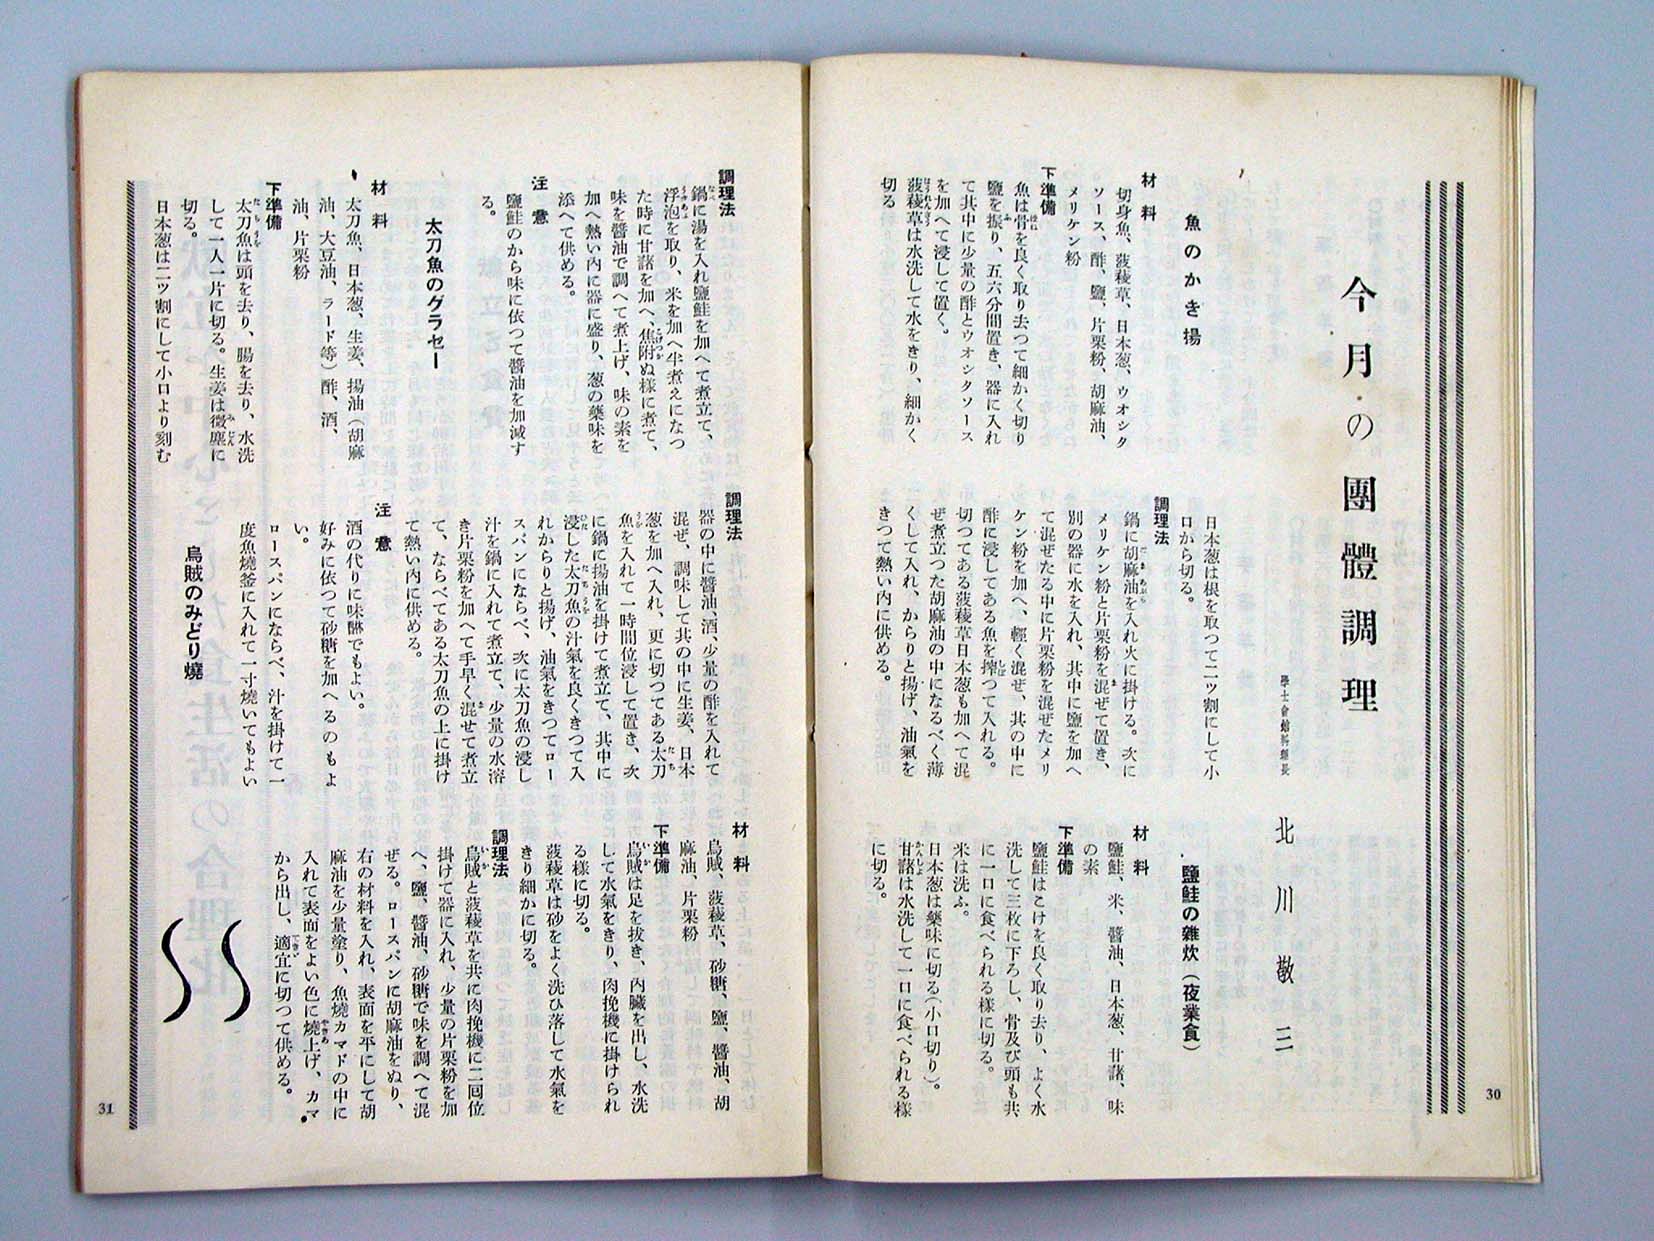 今月の團體調理
學士會館料理長
北川敬三
魚のかき揚
材料
切身魚、菠薐草、日本葱、ウオシタ
ソース、酢、鹽、片栗粉、胡麻油、
メリケン粉
下準備
魚は骨を良く取り去つて細かく切り
鹽を振り、五六分間置き、器に入れ
て其中に少量の酢とウオシタソース
を加へて浸して置く。
菠薐草は水洗して水をきり、細かく
切る
日本葱は根を取つて二ッ割にして小
口から切る。
調理法
鍋に胡麻油を入れ火に掛ける。次に
メリケン粉と片栗粉を混ぜて置き、
別の器に水を入れ、其中に鹽を加へ
て混ぜたる中に片栗粉を混ぜたメリ
ケン粉を加へ、輕く混ぜ、其の中に
酢に浸してある魚を搾つて入れる。
切つてある菠薐草日本葱も加へて混
ぜ煮立つた胡麻油の中になるべく薄
くして入れ、からりと揚げ、油氣を
きつて熱い内に供める。
鹽鮭の雜炊(夜業食)
材料
鹽鮭、米、醬油、日本葱、甘藷、味
の素
下準備
鹽鮭はこけを良く取り去り、よく水
洗して三枚に下ろし、骨及び頭も共
に一口に食べられる樣に切る。
米は洗ふ。
日本葱は藥味に切る(小口切り)。
甘藷は水洗して一口に食べられる樣
に切る。
30
調理法
鍋に湯を入れ鹽鮭を加へて煮立て、
浮泡を取り、米を加へ半煮えになつ
た時に甘藷を加へ、焦附ぬ樣に煮て、
味を醬油で調へて煮上げ、味の素を
加へ熱い内に器に盛り、葱の藥味を
添へて供める。
注意
鹽鮭のから味に依つて醬油を加減す
る。
太刀魚のグラセー
材料
太刀魚、日本葱、生姜、揚油(胡麻
油、大豆油、ラード等)酢、酒、
油、片栗粉
下準備
太刀魚は頭を去り、腸を去り、水洗
して一人一片に切る。生姜は微塵に
切る。
日本葱は二ッ割にして小口より刻む
調理法
器の中に醬油、酒、少量の酢を入れて
混ぜ、調味して其の中に生姜、日本
葱を加へ入れ、更に切つてある太刀
魚を入れて一時間位浸して置き、次
に鍋に揚油を掛けて煮立て、其中に
浸した太刀魚の汁氣を良くきつて入
れからりと揚げ、油氣をきつてロー
スパンにならべ、次に太刀魚の浸し
汁を鍋に入れて煮立て、少量の水溶
き片栗粉を加へて手早く混せて煮立
て、ならべてある太刀魚の上に掛け
て熱い内に供める。
注意
酒の代りに味醂でもよい。
好みに依つて砂糖を加へるのもよ
い。
ロースパンにならべ、汁を掛けて一
度魚燒釜に入れて一寸燒いてもよい
烏賊のみどり燒
材料
烏賊、菠薐草、砂糖、鹽、醬油、胡
麻油、片栗粉
下準備
烏賊は足を拔き、内臟を出し、水洗
して水氣をきり、肉挽機に掛けられ
る樣に切る。
菠薐草は砂をよく洗ひ落して水氣を
きり細かに切る。
調理法
烏賊と菠薐草を共に肉挽機に二回位
掛けて器に入れ、少量の片栗粉を加
へ、鹽、醬油、砂糖で味を調へて混
ぜる。ロースパンに胡麻油をぬり、
右の材料を入れ、表面を平にして胡
麻油を少量塗り、魚燒カマドの中に
入れて表面をよい色に燒上げ、カマ
から出し、適宜に切つて供める。
31